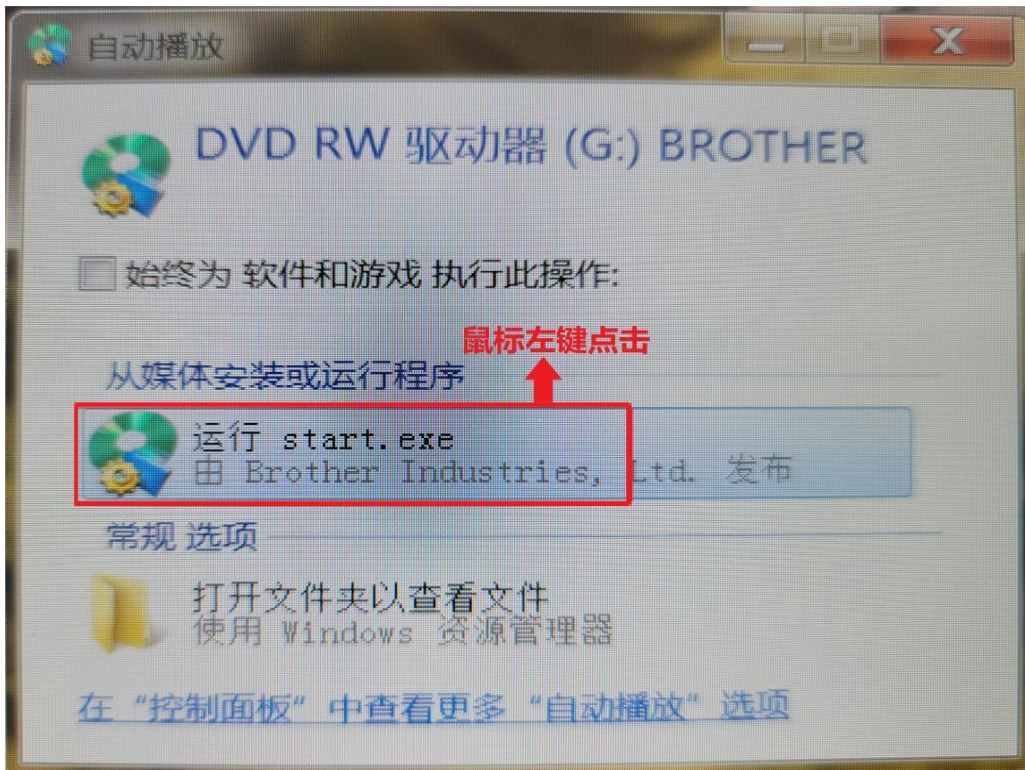 自动播放
DVD RW 驱动器 (G:) BROTHER
始终为 软件和游戏 执行此操作:
鼠标左键点击
从媒体安装或运行程序
运行 start.exe
由 Brother Industries, Ltd. 发布
常规 选项
打开文件夹以查看文件
使用 Windows 资源管理器
在“控制面板”中查看更多“自动播放”选项